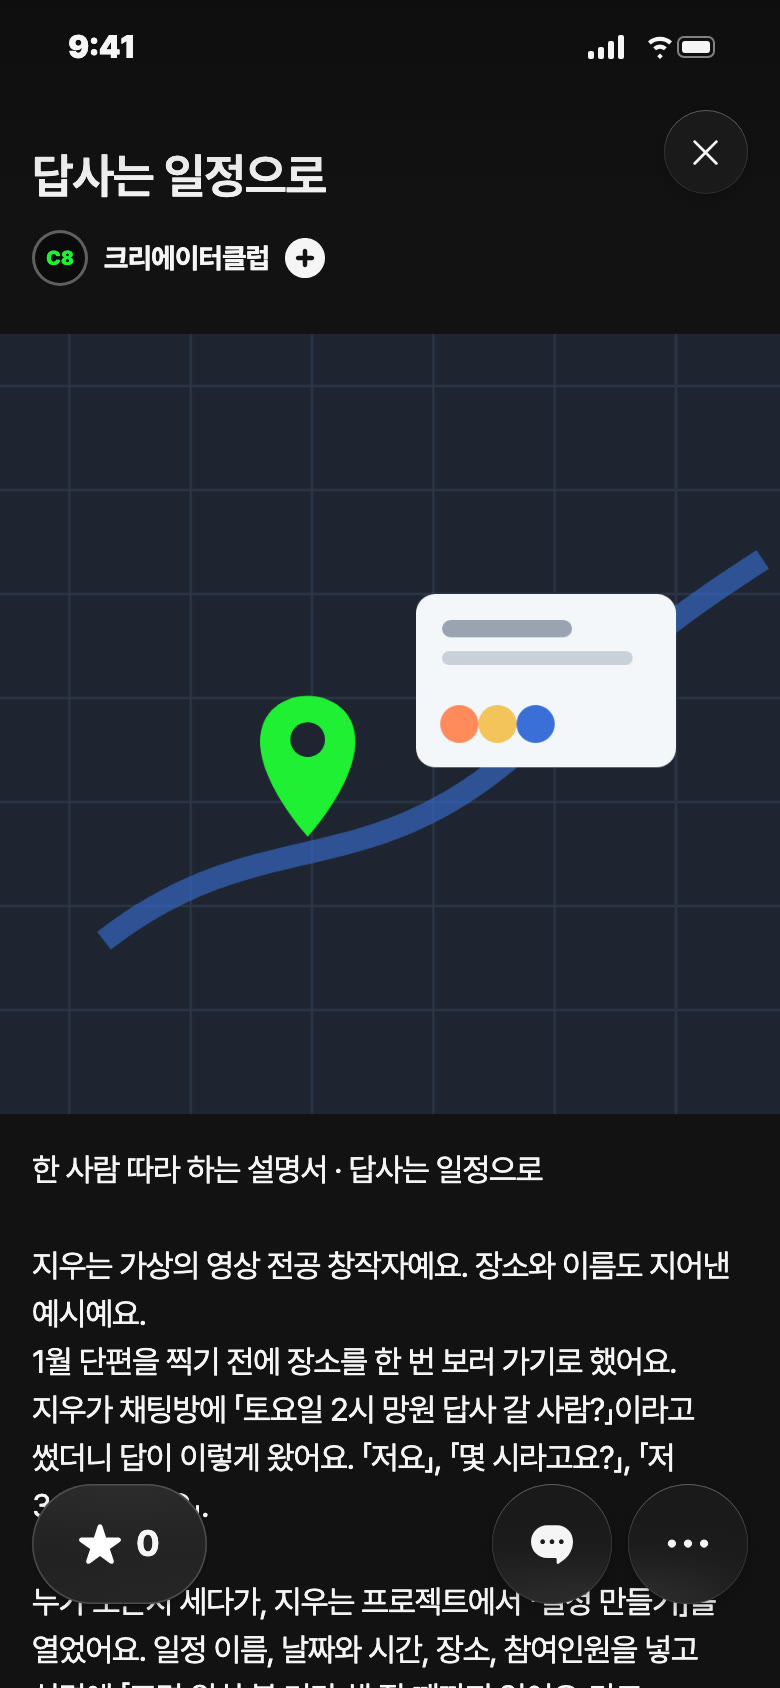 9:41
답사는 일정으로
C8 크리에이터클럽
한 사람 따라 하는 설명서 · 답사는 일정으로
지우는 가상의 영상 전공 창작자예요. 장소와 이름도 지어낸
예시예요.
1월 단편을 찍기 전에 장소를 한 번 보러 가기로 했어요.
지우가 채팅방에 「토요일 2시 망원 답사 갈 사람?」이라고
썼더니 답이 이렇게 왔어요. 「저요」, 「몇 시라고요?」, 「저
0
세다가, 지우는 프로젝트에서 만들기」를
열었어요. 일정 이름, 날짜와 시간, 장소, 참여인원을 넣고